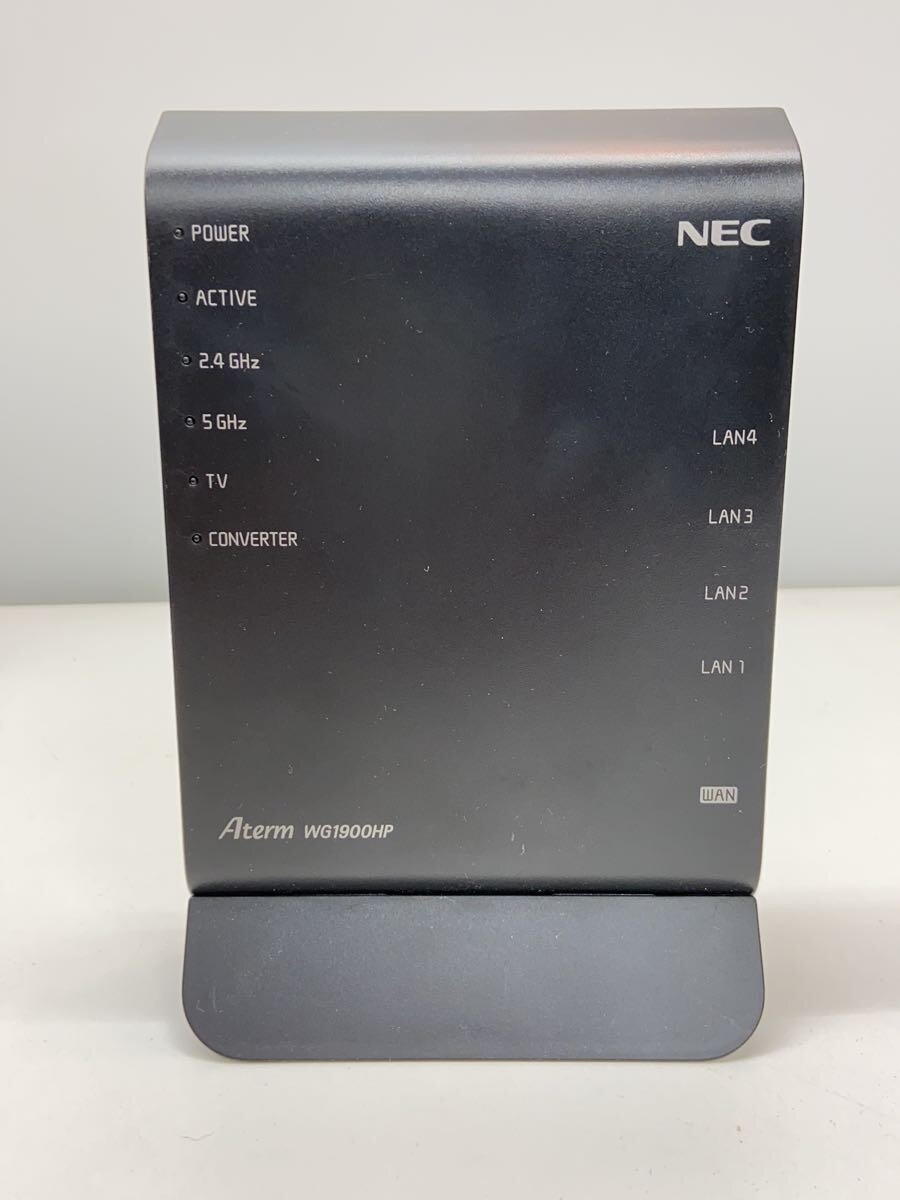 POWER
NEC
ACTIVE
2.4 GHz
5 GHz
LAN4
TV
LAN3
CONVERTER
LAN2
LAN1
WAN
Aterm WG1900HP